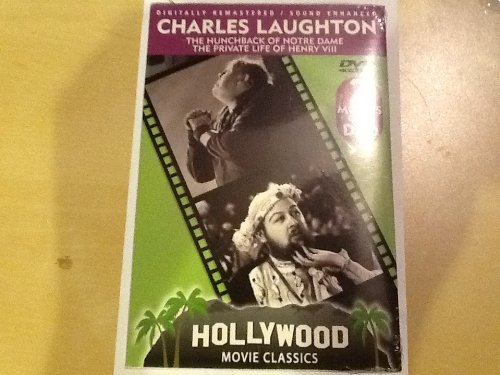 DIGITALLY REMASTERED / SOUND ENHANCED
CHARLES LAUGHTON
THE HUNCHBACK OF NOTRE DAME
THE PRIVATE LIFE OF HENRY VIII
DVD
HOLLYWOOD
MOVIE CLASSICS